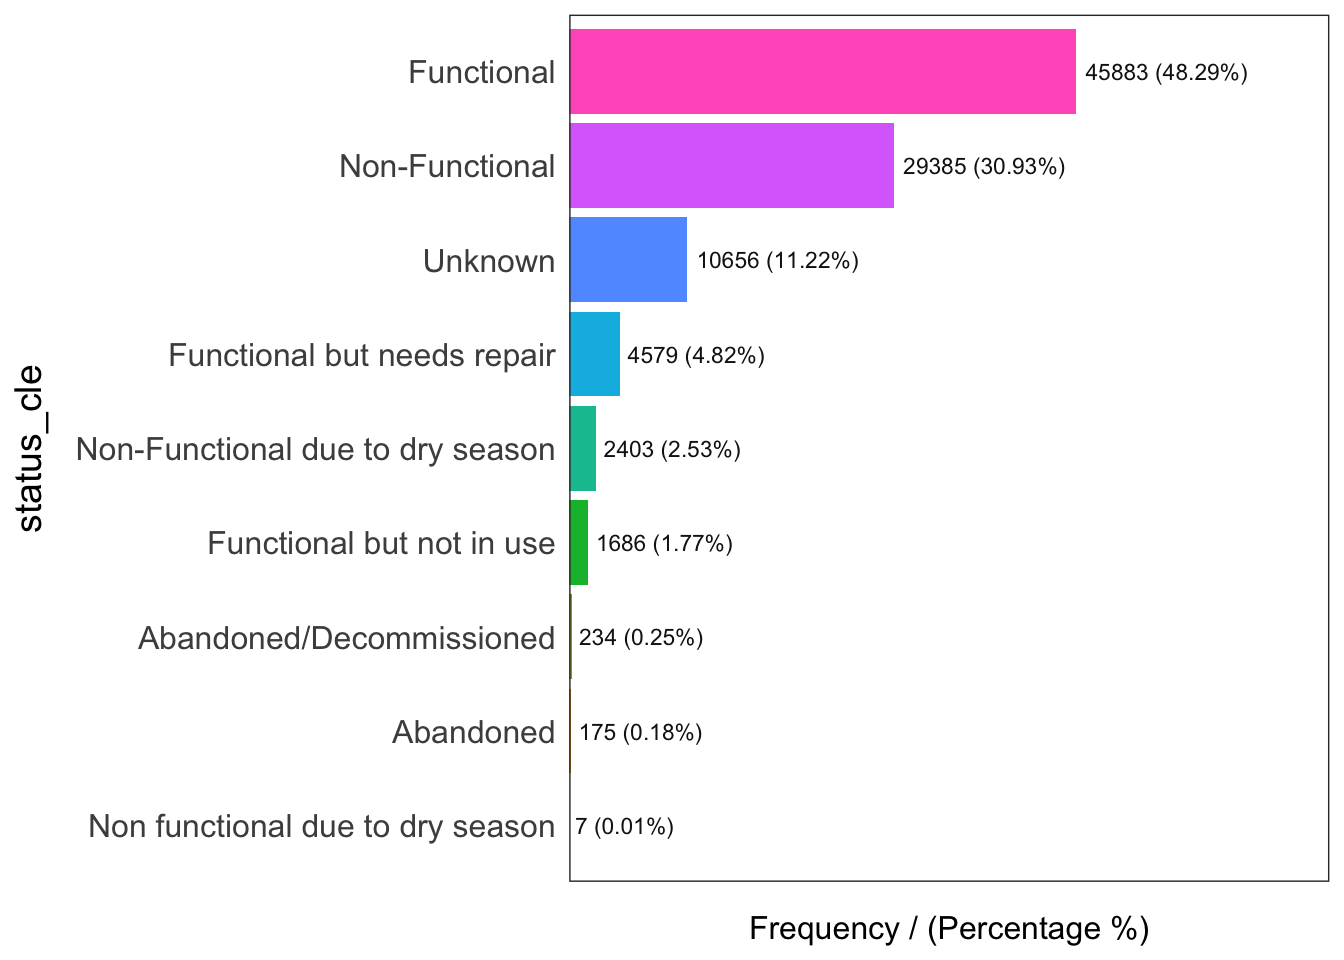 Functional 45883 (48.29%)
Non-Functional 29385 (30.93%)
Unknown 10656 (11.22%)
Functional but needs repair 4579 (4.82%)
Non-Functional due to dry season 2403 (2.53%)
Functional but not in use 1686 (1.77%)
Abandoned/Decommissioned 234 (0.25%)
Abandoned 175 (0.18%)
Non functional due to dry season 7 (0.01%)
status_cle
Frequency / (Percentage %)